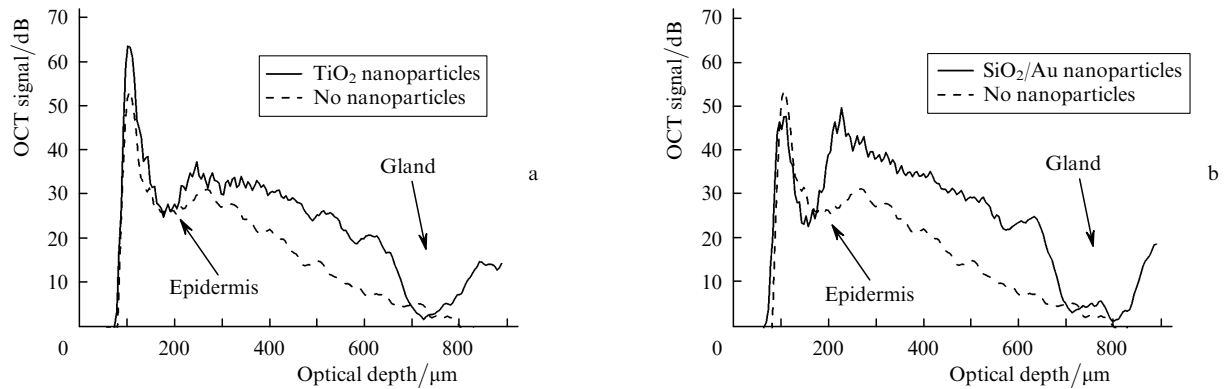 OCT signal/dB
70
60
50
40
30
20
10
0
200
400
600
800
Optical depth/μm
TiO₂ nanoparticles
No nanoparticles
Gland
Epidermis
a
OCT signal/dB
70
60
50
40
30
20
10
0
200
400
600
800
Optical depth/μm
SiO₂/Au nanoparticles
No nanoparticles
Gland
Epidermis
b